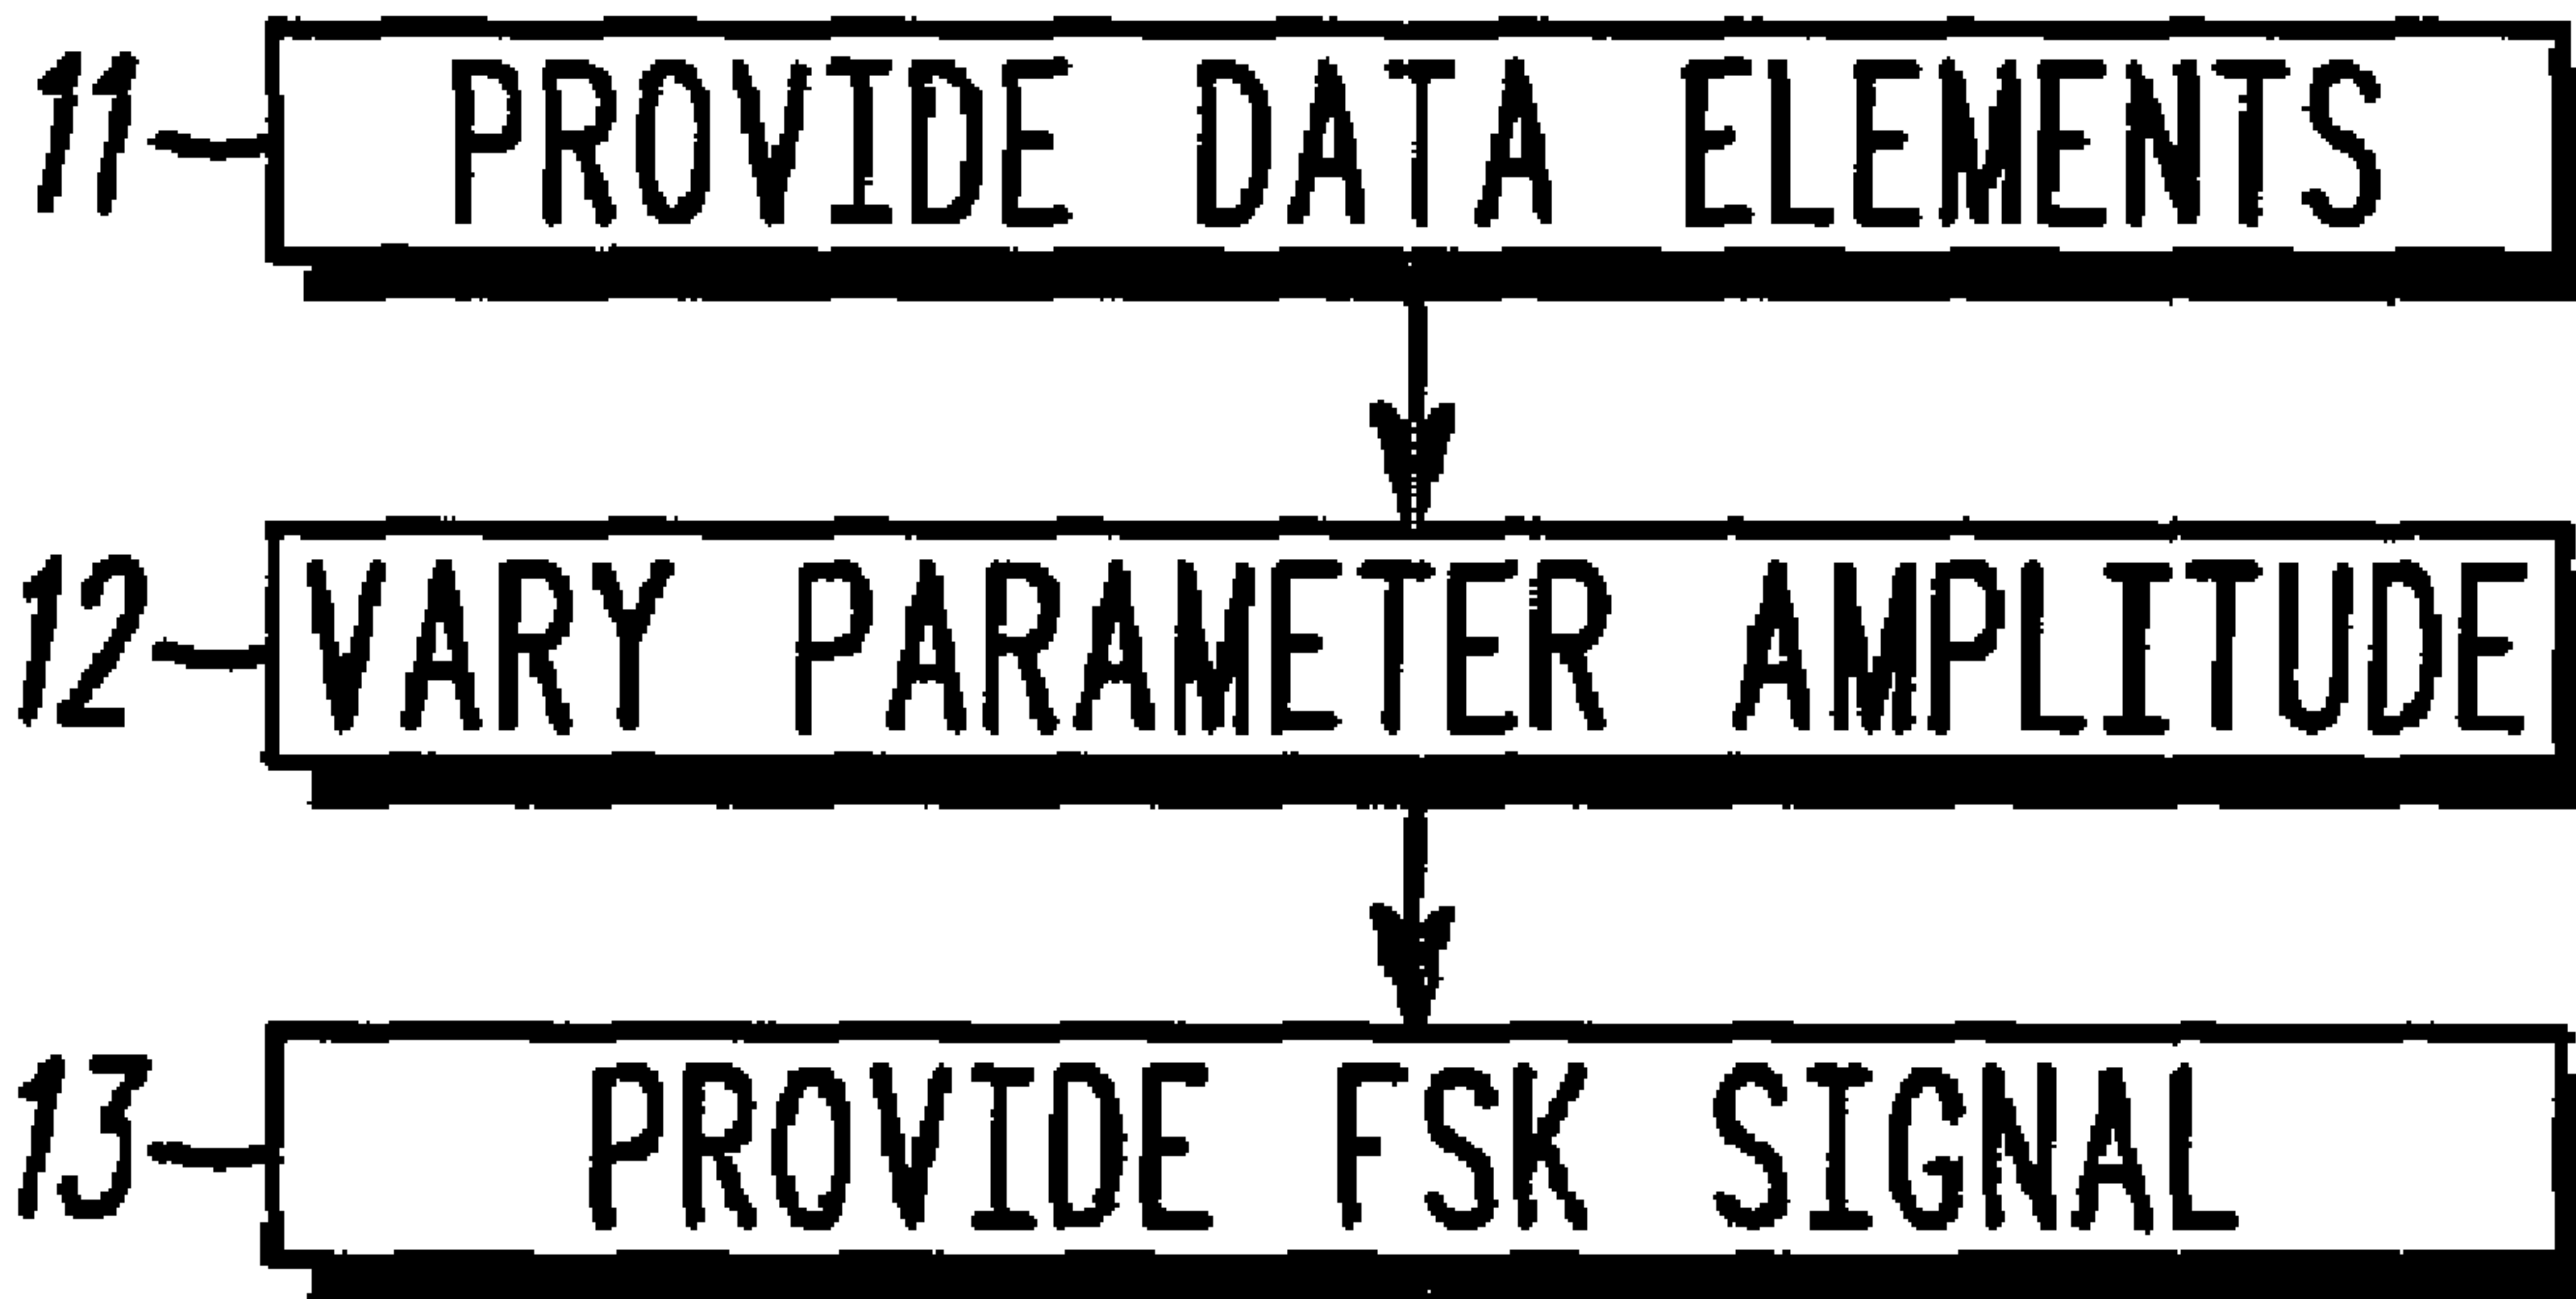 11 PROVIDE DATA ELEMENTS
12 VARY PARAMETER AMPLITUDE
13 PROVIDE FSK SIGNAL